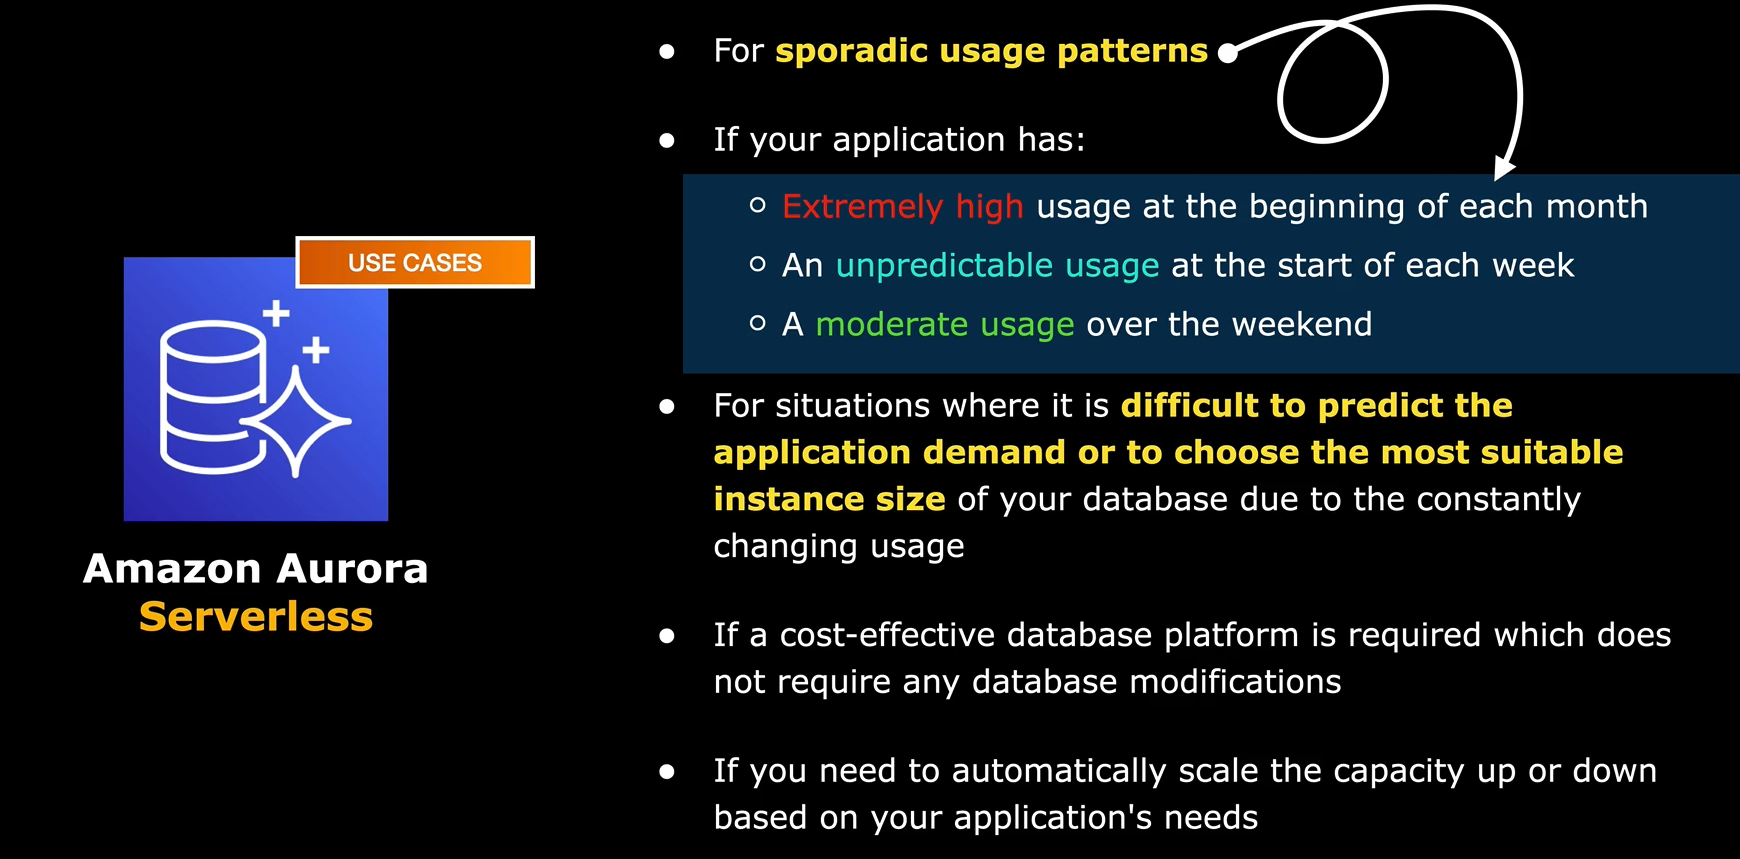 USE CASES
Amazon Aurora
Serverless
● For sporadic usage patterns
● If your application has:
○ Extremely high usage at the beginning of each month
○ An unpredictable usage at the start of each week
○ A moderate usage over the weekend
● For situations where it is difficult to predict the
application demand or to choose the most suitable
instance size of your database due to the constantly
changing usage
● If a cost-effective database platform is required which does
not require any database modifications
● If you need to automatically scale the capacity up or down
based on your application's needs